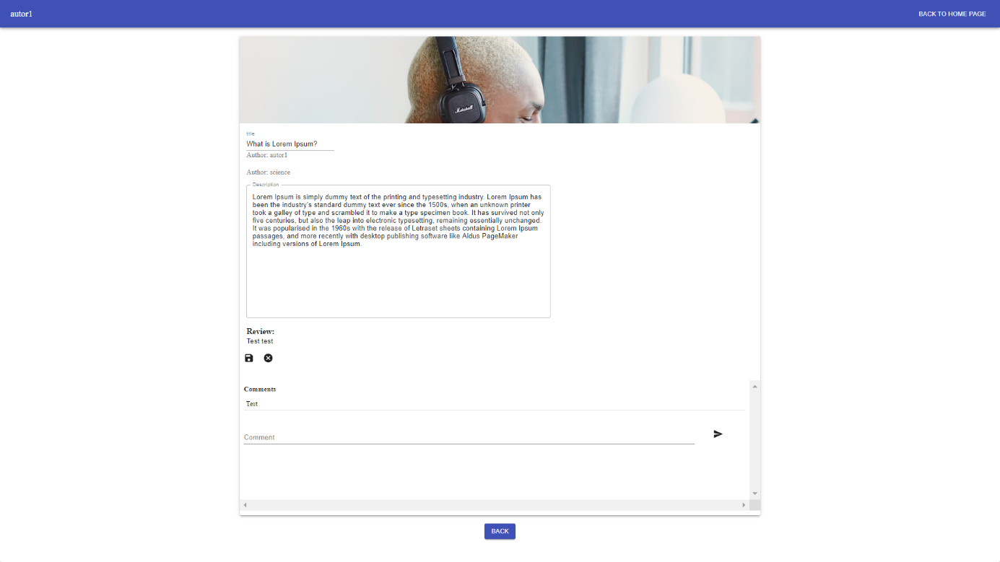 autor1
BACK TO HOME PAGE
Marshall
title
What is Lorem Ipsum?
Author: autor1
Author: science
Description
Lorem Ipsum is simply dummy text of the printing and typesetting industry. Lorem Ipsum has
been the industry's standard dummy text ever since the 1500s, when an unknown printer
took a galley of type and scrambled it to make a type specimen book. It has survived not only
five centuries, but also the leap into electronic typesetting, remaining essentially unchanged.
It was popularised in the 1960s with the release of Letraset sheets containing Lorem Ipsum
passages, and more recently with desktop publishing software like Aldus PageMaker
including versions of Lorem Ipsum.
Review:
Test test
Comments
Test
Comment
BACK